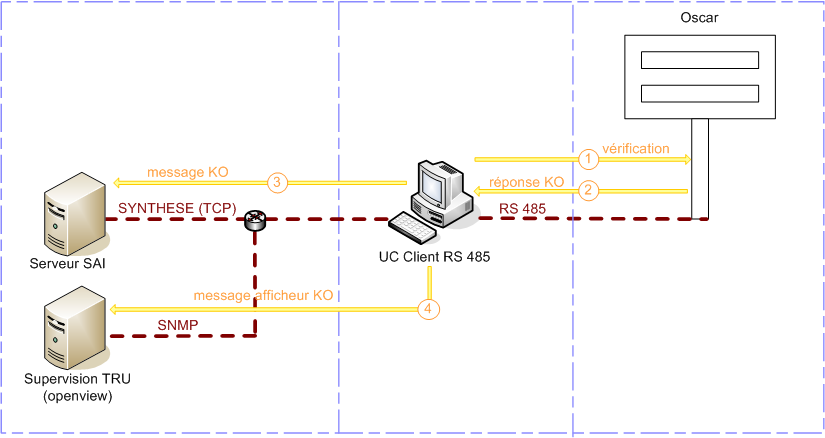 Oscar
vérification
1
message KO
3
réponse KO
2
SYNTHESE (TCP)
RS 485
Serveur SAI
UC Client RS 485
message afficheur KO
4
SNMP
Supervision TRU
(openview)